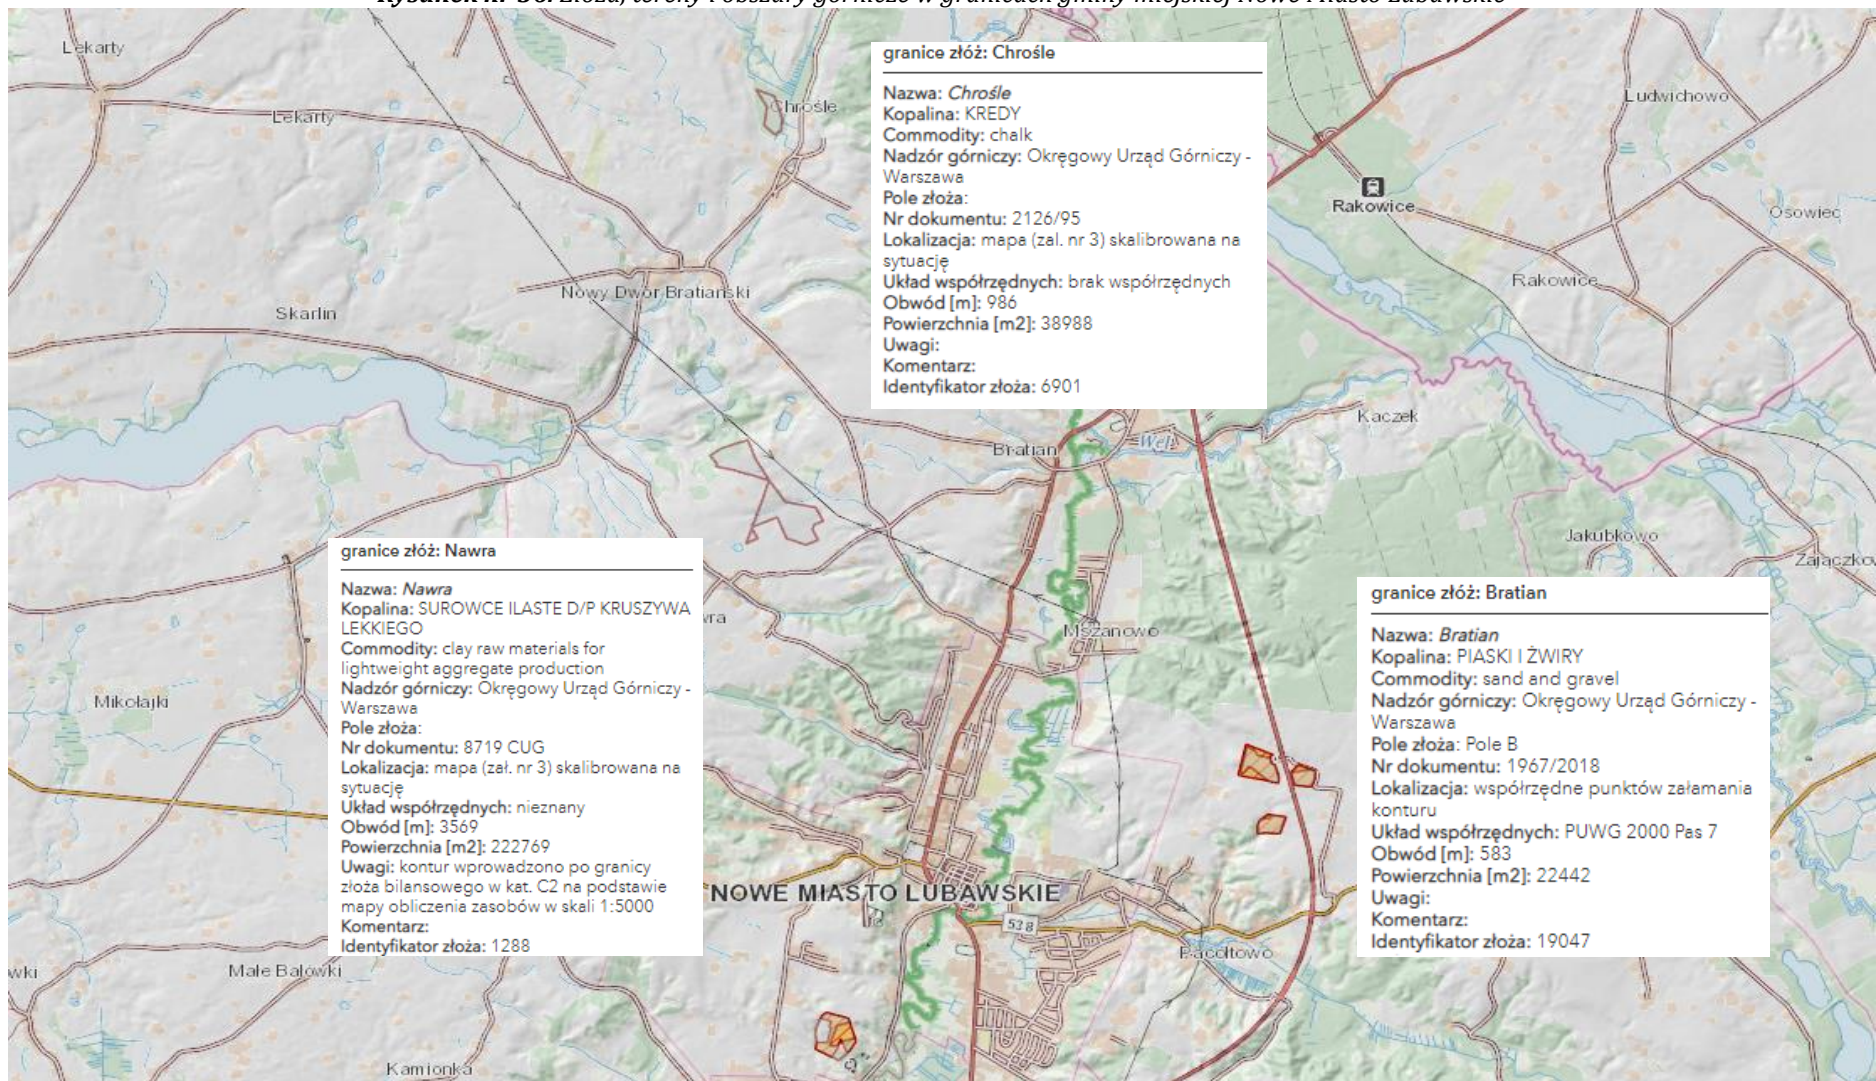 Lekarty
Lekarty
Chrośle
Skarlin
Nowy Dwór Bratiański
granice złóż: Chrośle
Nazwa: Chrośle
Kopalina: KREDY
Commodity: chalk
Nadzór górniczy: Okręgowy Urząd Górniczy -
Warszawa
Pole złoża:
Nr dokumentu: 2126/95
Lokalizacja: mapa (zal. nr 3) skalibrowana na
sytuację
Układ współrzędnych: brak współrzędnych
Obwód [m]: 986
Powierzchnia [m2]: 38988
Uwagi:
Komentarz:
Identyfikator złoża: 6901
Ludwichowo
Rakowice
Osowiec
Rakowice
Kaczek
Bratian
Wel
Jakubkowo
granice złóż: Nawra
Nazwa: Nawra
Kopalina: SUROWCE ILASTE D/P KRUSZYWA
LEKKIEGO
Commodity: clay raw materials for
lightweight aggregate production
Nadzór górniczy: Okręgowy Urząd Górniczy -
Warszawa
Pole złoża:
Nr dokumentu: 8719 CUG
Lokalizacja: mapa (zał. nr 3) skalibrowana na
sytuację
Układ współrzędnych: nieznany
Obwód [m]: 3569
Powierzchnia [m2]: 222769
Uwagi: kontur wprowadzono po granicy
złoża bilansowego w kat. C2 na podstawie
mapy obliczenia zasobów w skali 1:5000
Komentarz:
Identyfikator złoża: 1288
Mikołajki
vra
Mszanowo
Zajączko
granice złóż: Bratian
Nazwa: Bratian
Kopalina: PIASKI I ŻWIRY
Commodity: sand and gravel
Nadzór górniczy: Okręgowy Urząd Górniczy -
Warszawa
Pole złoża: Pole B
Nr dokumentu: 1967/2018
Lokalizacja: współrzędne punktów załamania
konturu
Układ współrzędnych: PUWG 2000 Pas 7
Obwód [m]: 583
Powierzchnia [m2]: 22442
Uwagi:
Komentarz:
Identyfikator złoża: 19047
NOWE MIASTO LUBAWSKIE
538
Pacółtowo
wki
Małe Bałówki
Kamionka